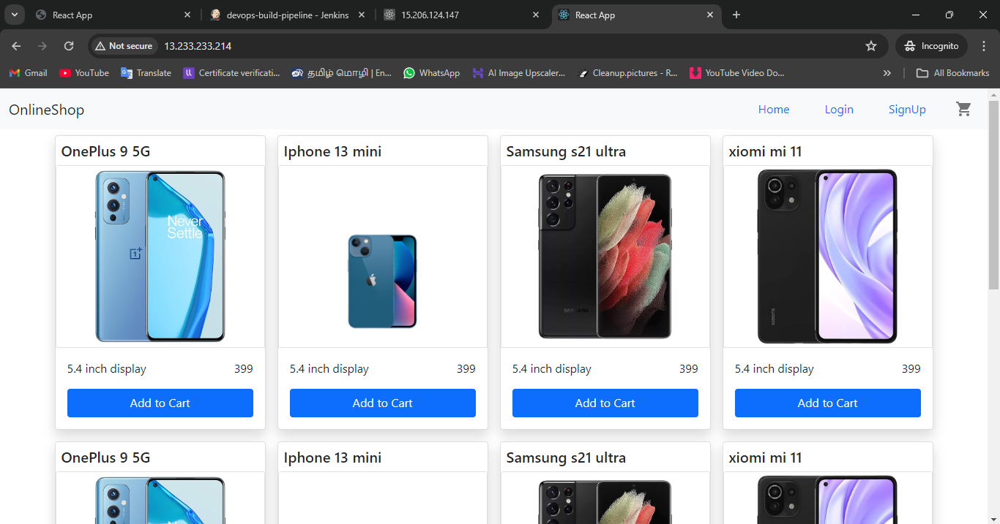 React App
devops-build-pipeline - Jenkins
15.206.124.147
React App
Not secure
13.233.233.214
Incognito
Gmail
YouTube
Translate
Certificate verificati...
தமிழ் மொழி | En...
WhatsApp
AI Image Upscaler...
Cleanup.pictures - R...
YouTube Video Do...
All Bookmarks
OnlineShop
Home
Login
SignUp
OnePlus 9 5G
Iphone 13 mini
Samsung s21 ultra
xiomi mi 11
Never
Settle
SAMSUNG
XIAOMI
5.4 inch display 399
5.4 inch display 399
5.4 inch display 399
5.4 inch display 399
Add to Cart
Add to Cart
Add to Cart
Add to Cart
OnePlus 9 5G
Iphone 13 mini
Samsung s21 ultra
xiomi mi 11